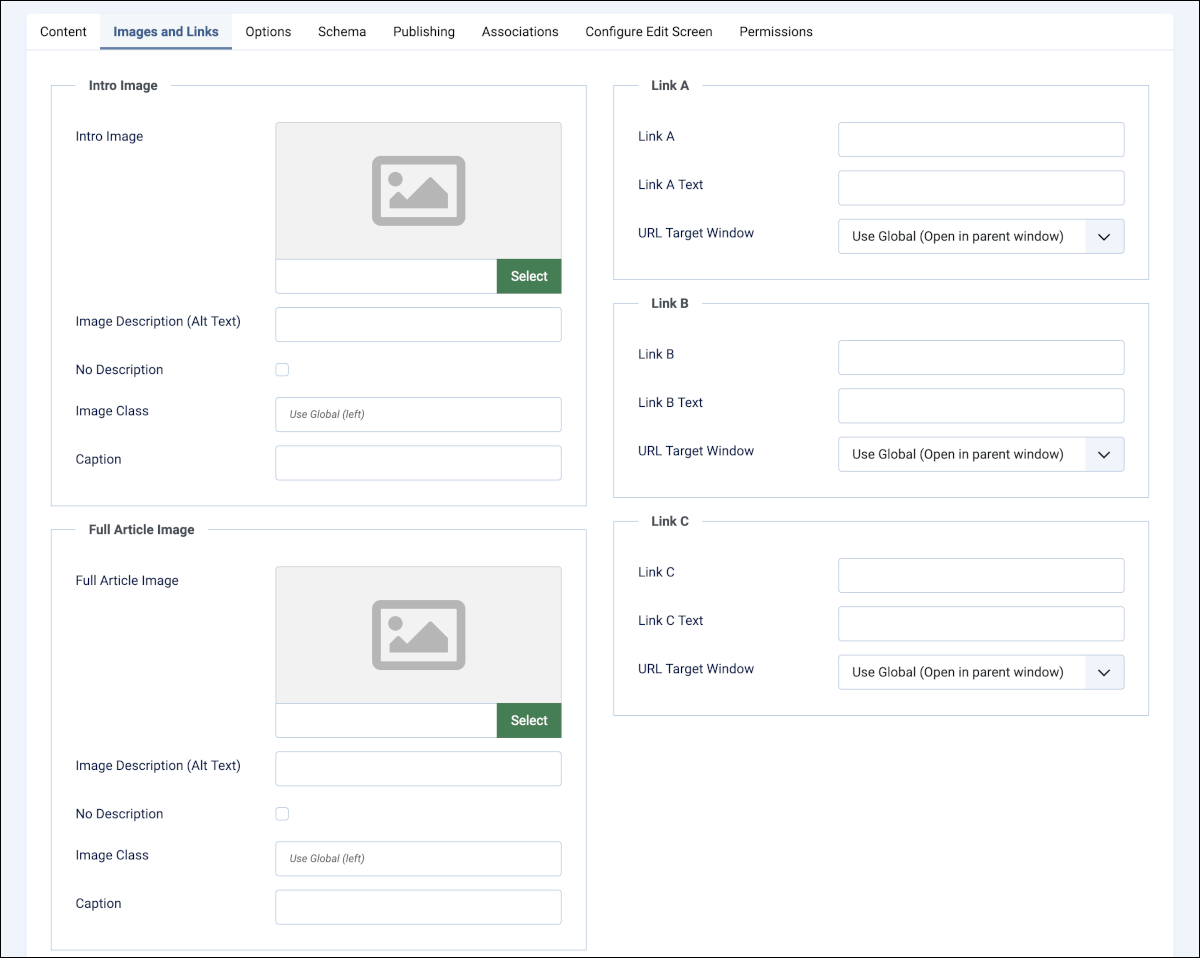 Content Images and Links Options Schema Publishing Associations Configure Edit Screen Permissions
Intro Image
Intro Image
Select
Image Description (Alt Text)
No Description
Image Class Use Global (left)
Caption
Full Article Image
Full Article Image
Select
Image Description (Alt Text)
No Description
Image Class Use Global (left)
Caption
Link A
Link A
Link A Text
URL Target Window Use Global (Open in parent window)
Link B
Link B
Link B Text
URL Target Window Use Global (Open in parent window)
Link C
Link C
Link C Text
URL Target Window Use Global (Open in parent window)